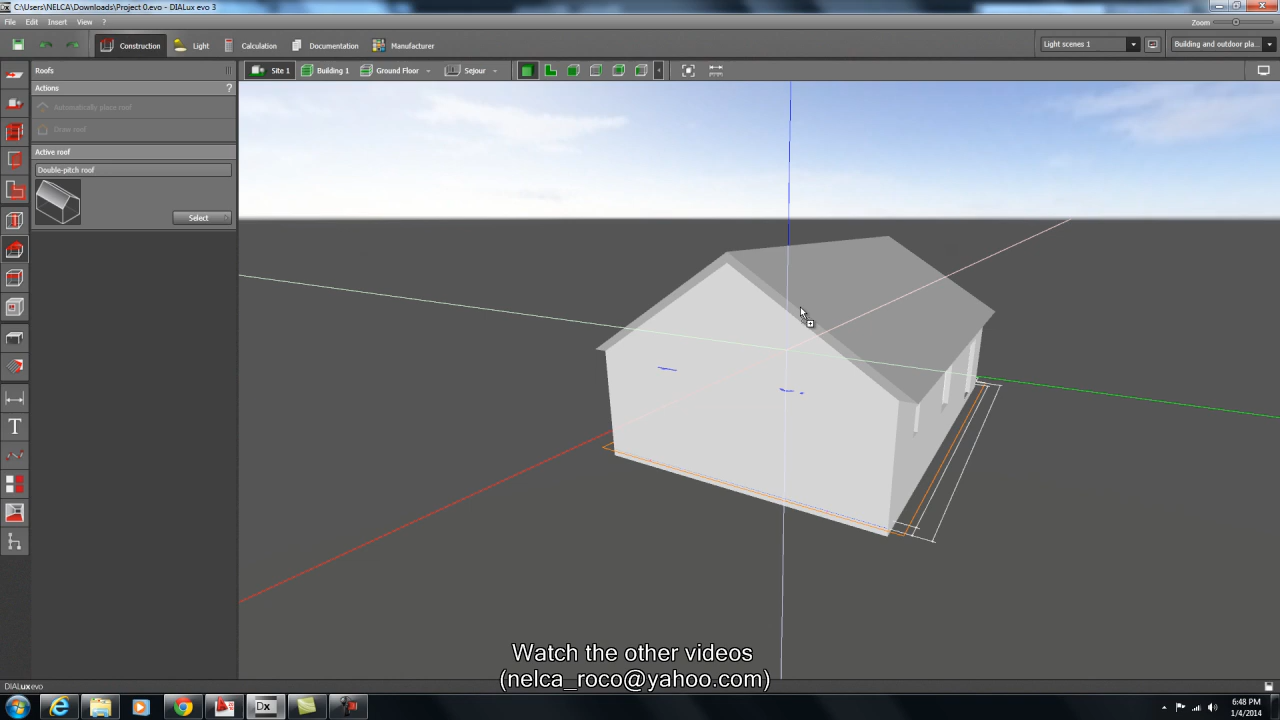 C:\Users\NELCA\Downloads\Project 0.evo - DIALux evo 3
File Edit Insert View ?
Zoom
Construction Light Calculation Documentation Manufacturer
Light scenes 1 Building and outdoor pla...
Roofs
Site 1 Building 1 Ground Floor Sejour
Actions ?
Automatically place roof
Draw roof
Active roof
Double-pitch roof
Select
T
Watch the other videos
(nelca_roco@yahoo.com)
DIALux evo
Dx
6:48 PM
1/4/2014